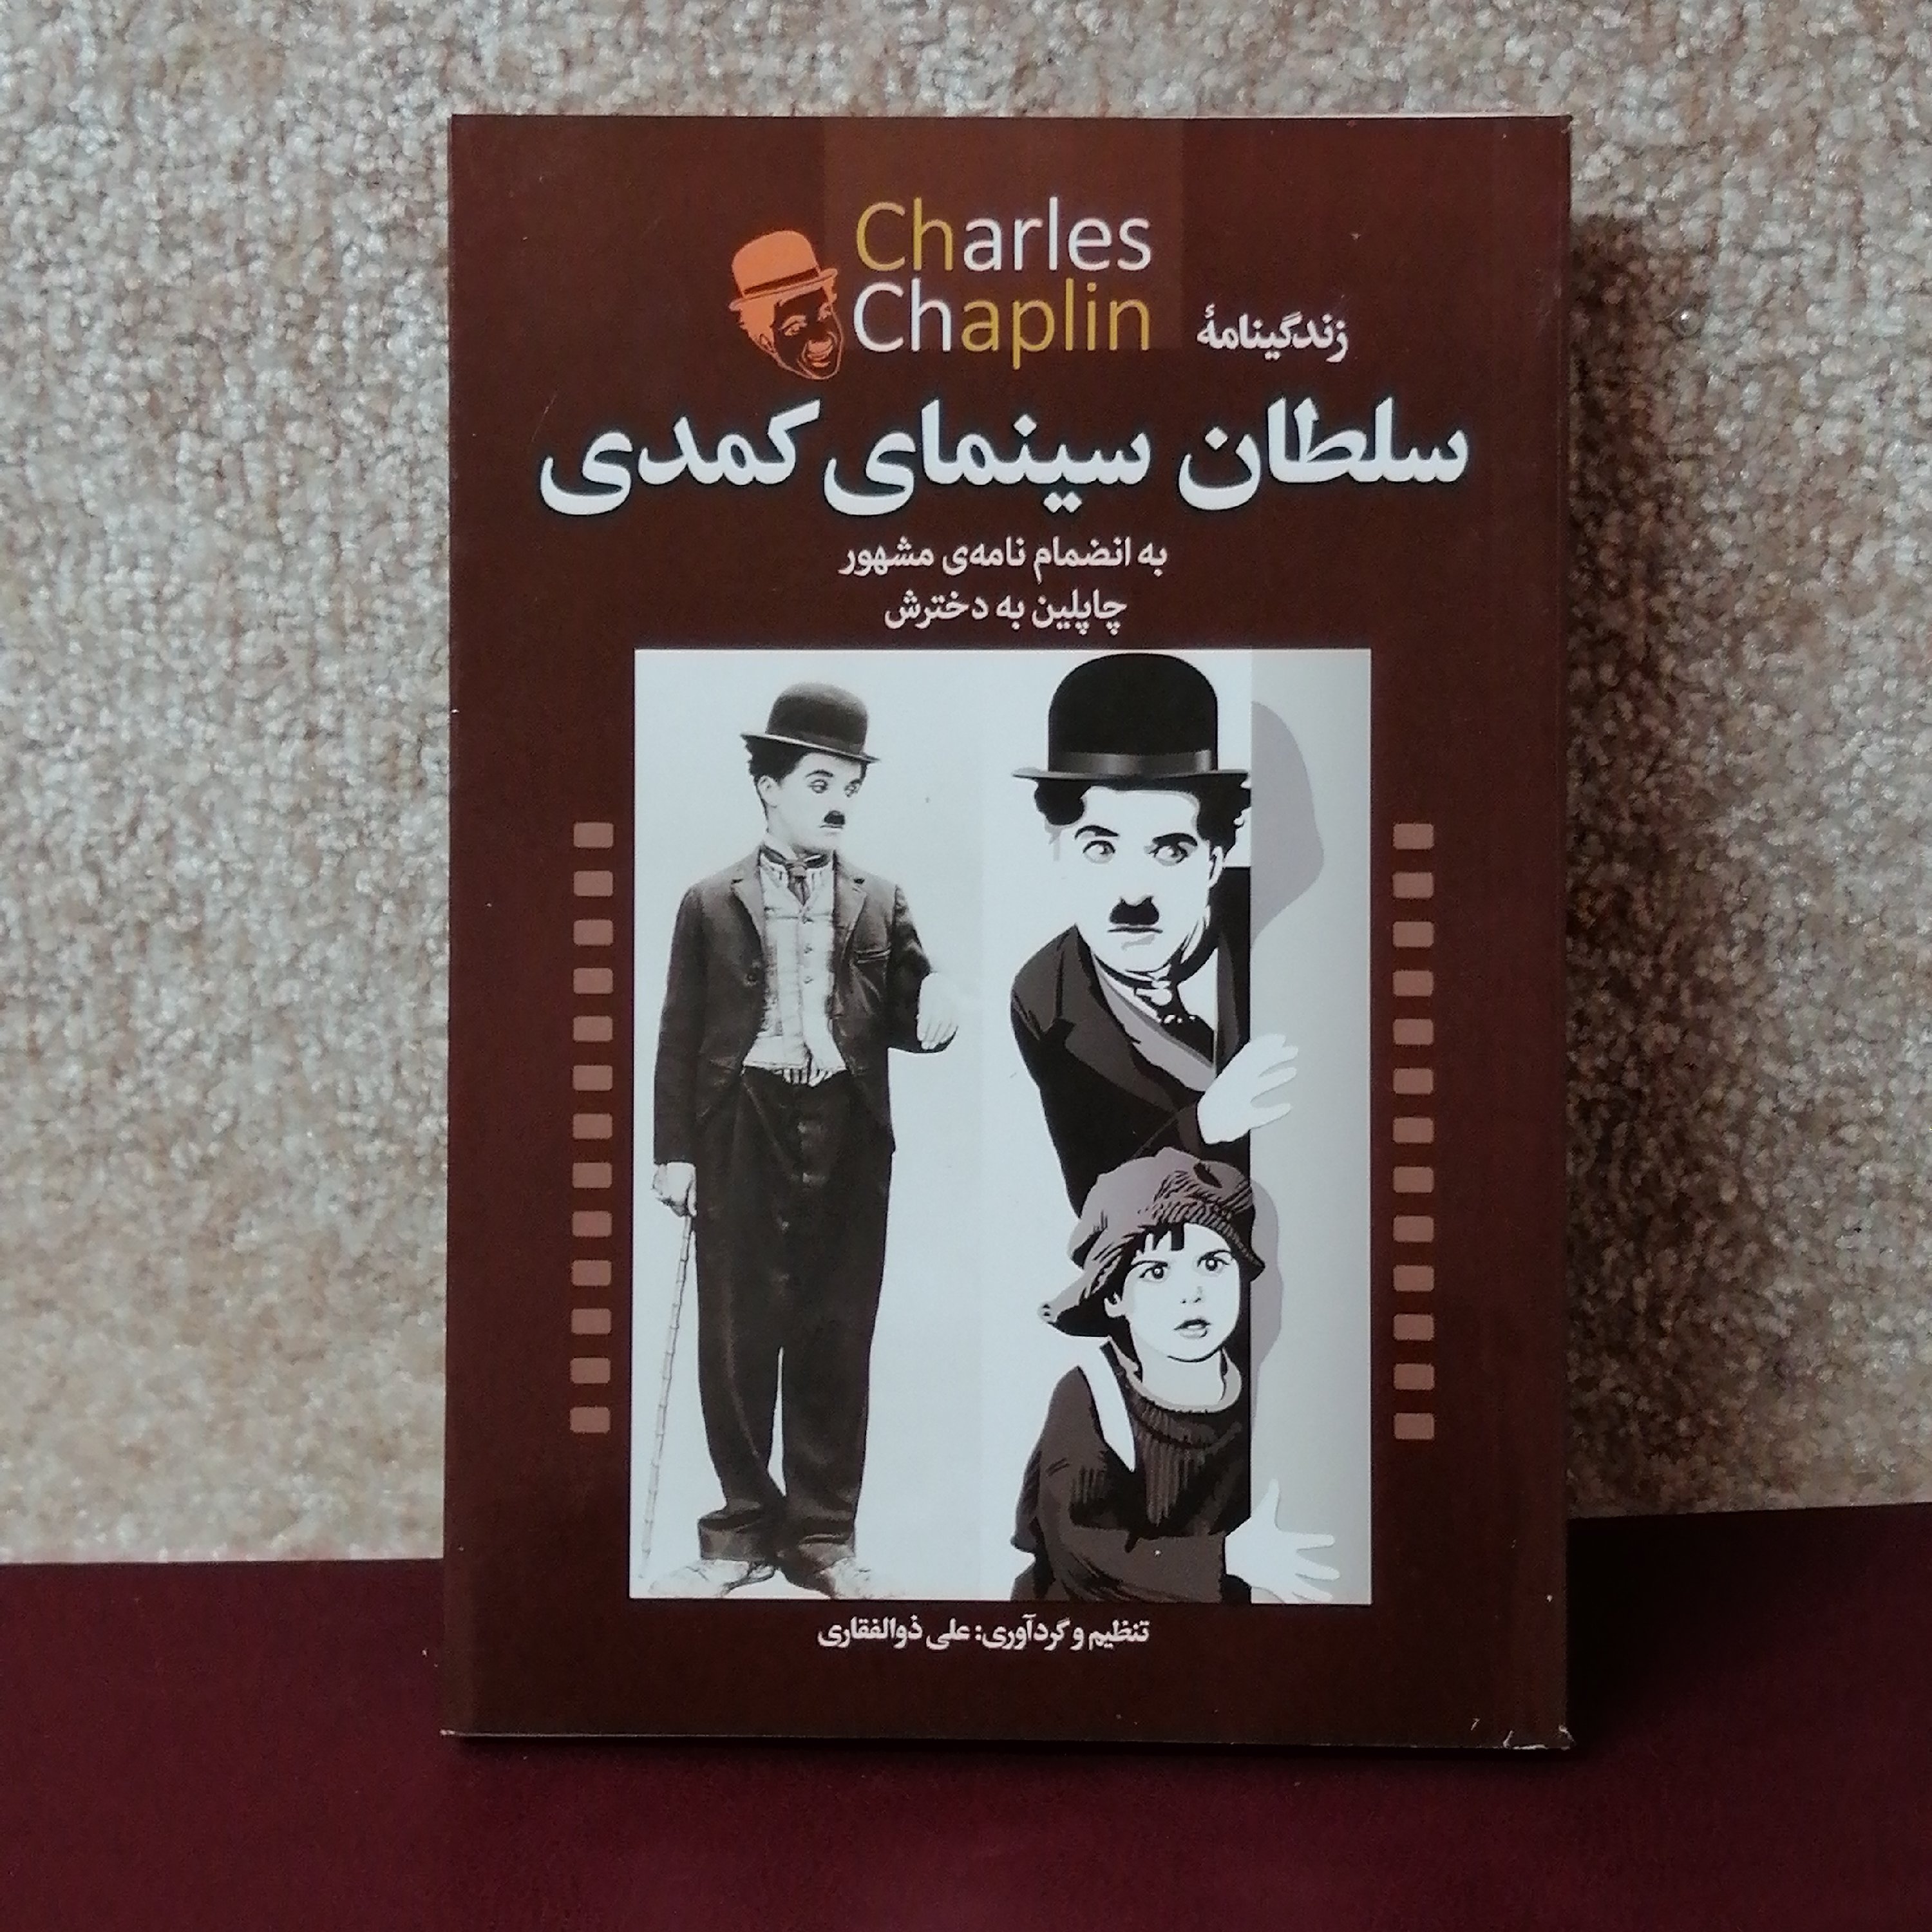 Charles
Chaplin
زندگینامهٔ
سلطان سینمای کمدی
به انضمام نامه‌ی مشهور
چاپلین به دخترش
تنظیم و گردآوری: علی ذوالفقاری